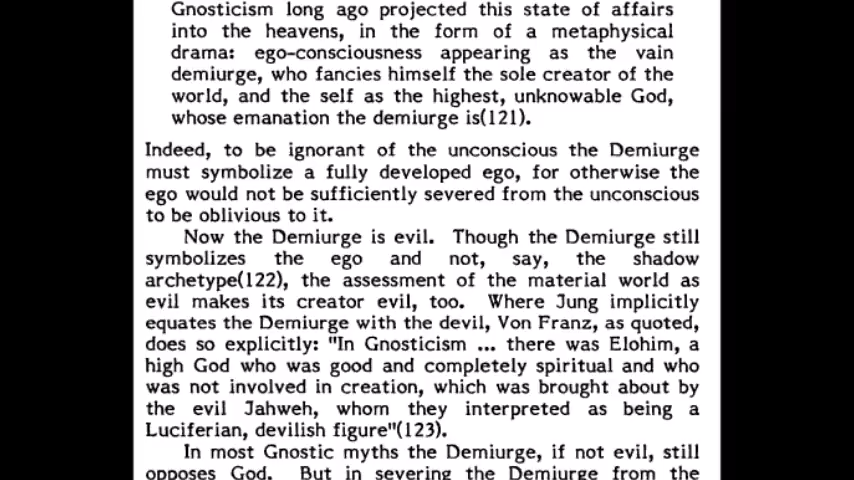 Gnosticism long ago projected this state of affairs
into the heavens, in the form of a metaphysical
drama: ego-consciousness appearing as the vain
demiurge, who fancies himself the sole creator of the
world, and the self as the highest, unknowable God,
whose emanation the demiurge is(121).
Indeed, to be ignorant of the unconscious the Demiurge
must symbolize a fully developed ego, for otherwise the
ego would not be sufficiently severed from the unconscious
to be oblivious to it.
Now the Demiurge is evil. Though the Demiurge still
symbolizes the ego and not, say, the shadow
archetype(122), the assessment of the material world as
evil makes its creator evil, too. Where Jung implicitly
equates the Demiurge with the devil, Von Franz, as quoted,
does so explicitly: "In Gnosticism ... there was Elohim, a
high God who was good and completely spiritual and who
was not involved in creation, which was brought about by
the evil Jahweh, whom they interpreted as being a
Luciferian, devilish figure"(123).
In most Gnostic myths the Demiurge, if not evil, still
opposes God. But in severing the Demiurge from the